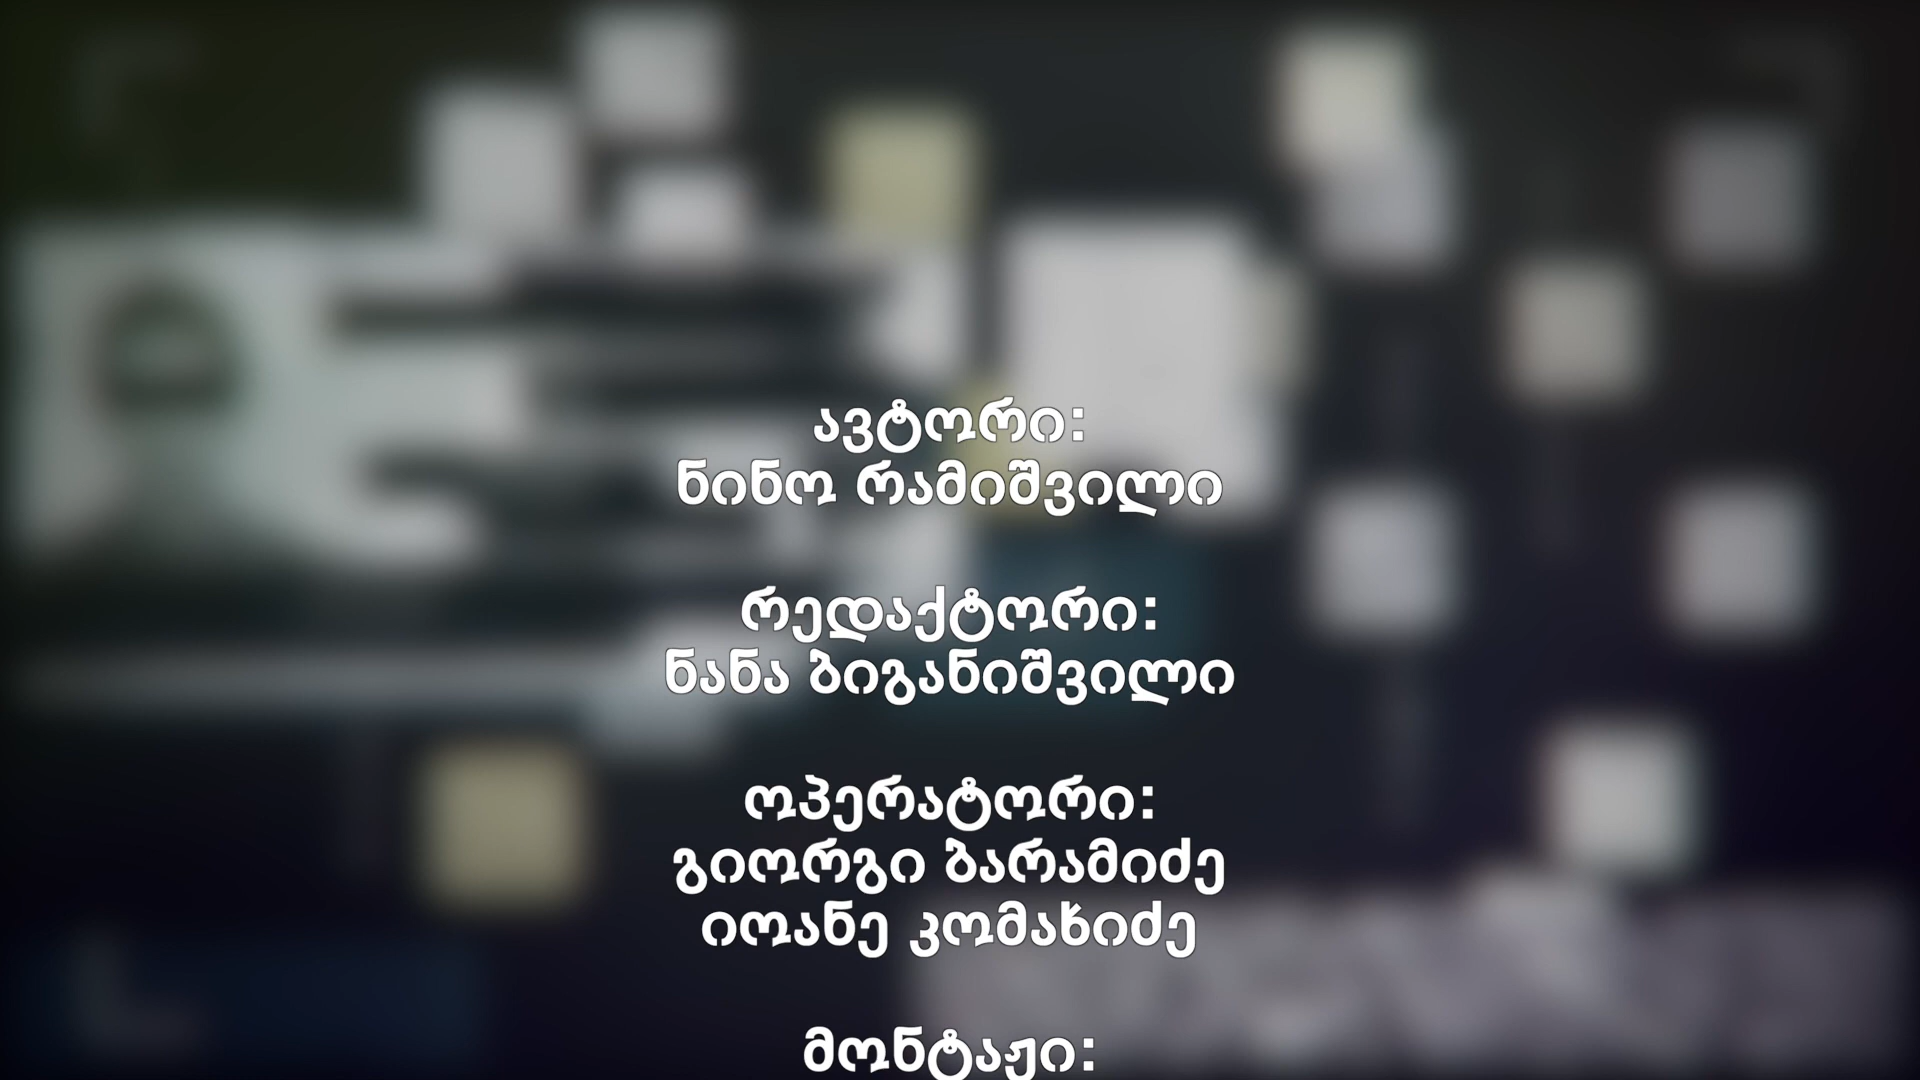 ავტორი:
ნინო რამიშვილი
რედაქტორი:
ნანა ბიგანიშვილი
ოპერატორი:
გიორგი ბარამიძე
იოანე კომახიძე
მონტაჟი: